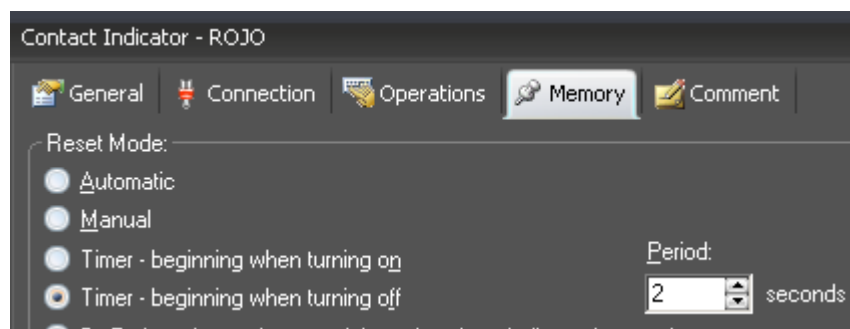 Contact Indicator - ROJO
General Connection Operations Memory Comment
Reset Mode:
Automatic
Manual
Timer - beginning when turning on
Period:
Timer - beginning when turning off
2 seconds